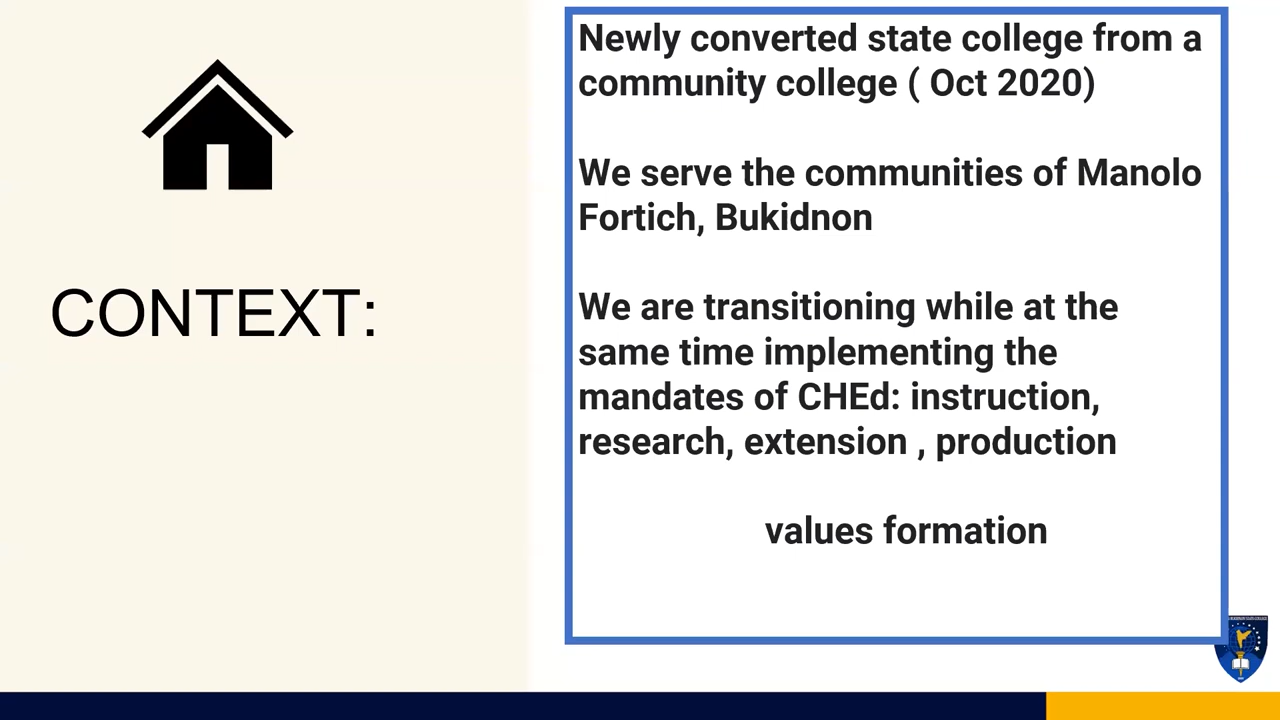 CONTEXT:
Newly converted state college from a
community college ( Oct 2020)
We serve the communities of Manolo
Fortich, Bukidnon
We are transitioning while at the
same time implementing the
mandates of CHEd: instruction,
research, extension , production
values formation